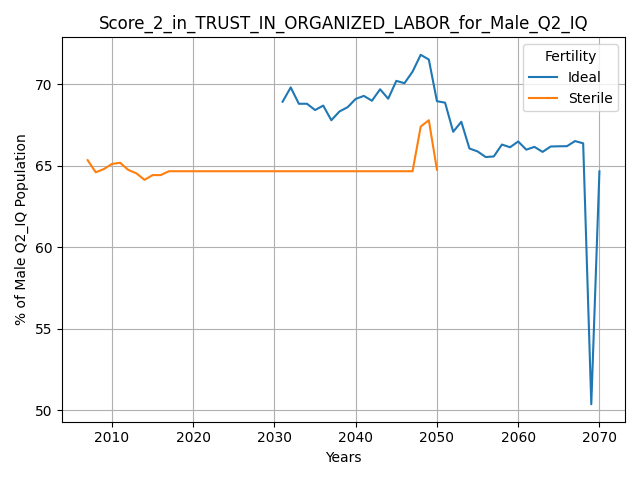 Score_2_in_TRUST_IN_ORGANIZED_LABOR_for_Male_Q2_IQ
Fertility
Ideal
Sterile
% of Male Q2_IQ Population
70
65
60
55
50
2010 2020 2030 2040 2050 2060 2070
Years